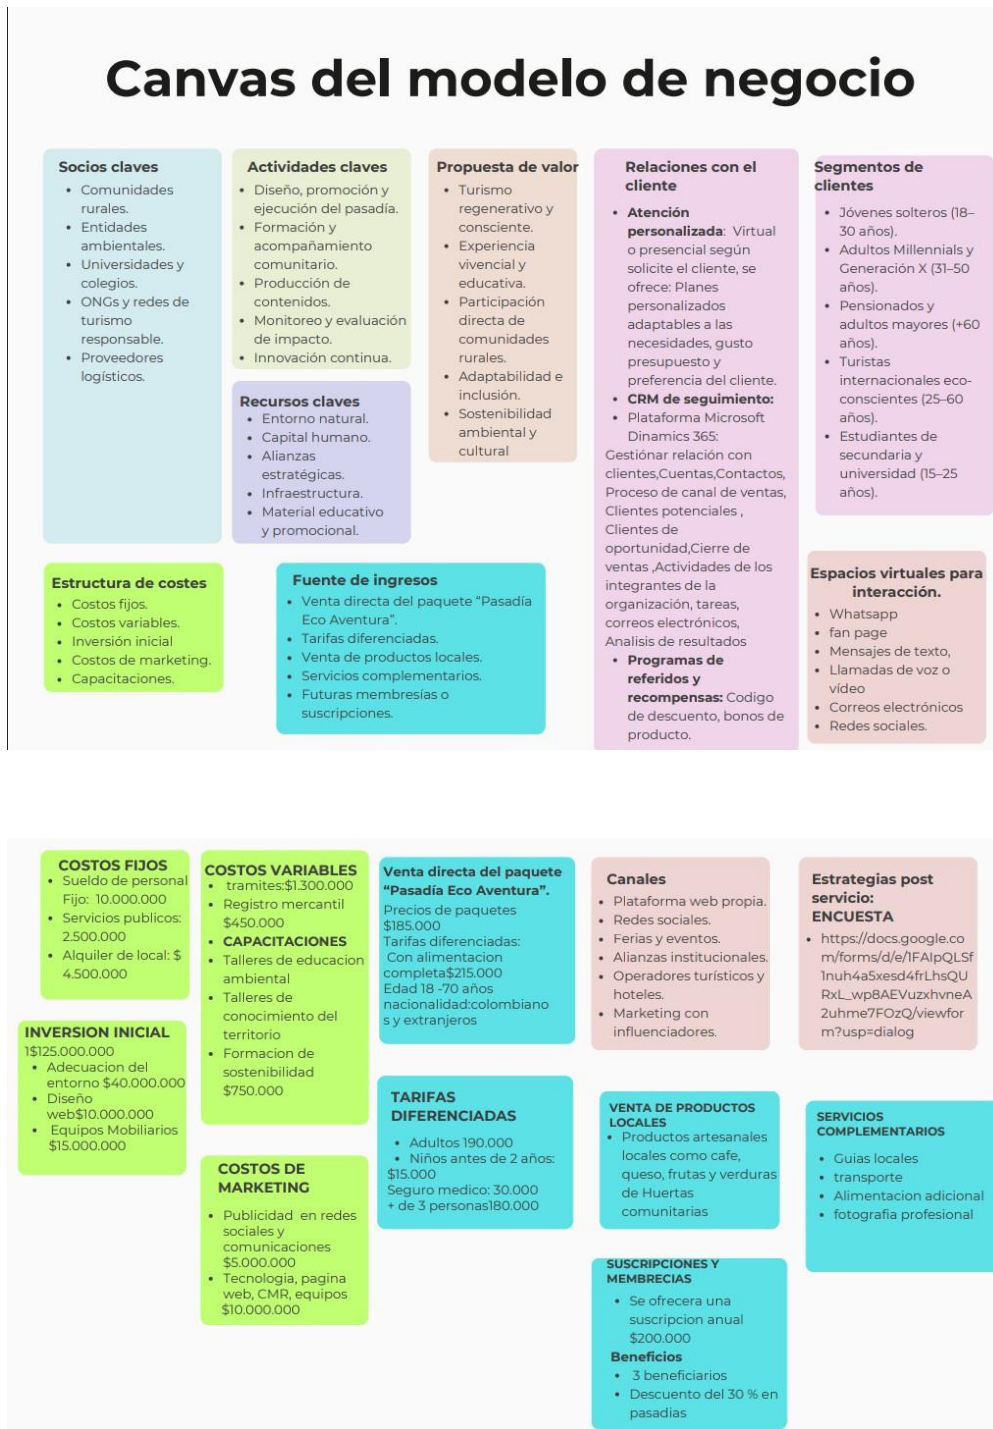 Canvas del modelo de negocio
Socios claves
• Comunidades
rurales.
• Entidades
ambientales.
• Universidades y
colegios.
• ONGs y redes de
turismo
responsable.
• Proveedores
logísticos.
Actividades claves
• Diseño, promoción y
ejecución del pasadía.
• Formación y
acompañamiento
comunitario.
• Producción de
contenidos.
• Monitoreo y evaluación
de impacto.
• Innovación continua.
Recursos claves
• Entorno natural.
• Capital humano.
• Alianzas
estratégicas.
• Infraestructura.
• Material educativo
y promocional.
Propuesta de valor
• Turismo
regenerativo y
consciente.
• Experiencia
vivencial y
educativa.
• Participación
directa de
comunidades
rurales.
• Adaptabilidad e
inclusión.
• Sostenibilidad
ambiental y
cultural
Relaciones con el
cliente
• Atención
personalizada: Virtual
o presencial según
solicite el cliente, se
ofrece: Planes
personalizados
adaptables a las
necesidades, gusto
presupuesto y
preferencia del cliente.
• CRM de seguimiento:
• Plataforma Microsoft
Dinamics 365:
Gestiónar relación con
clientes,Cuentas,Contactos,
Proceso de canal de ventas,
Clientes potenciales ,
Clientes de
oportunidad,Cierre de
ventas ,Actividades de los
integrantes de la
organización, tareas,
correos electrónicos,
Analisis de resultados
• Programas de
referidos y
recompensas: Codigo
de descuento, bonos de
producto.
Segmentos de
clientes
• Jóvenes solteros (18–
30 años).
• Adultos Millennials y
Generación X (31–50
años).
• Pensionados y
adultos mayores (+60
años).
• Turistas
internacionales eco-
conscientes (25–60
años).
• Estudiantes de
secundaria y
universidad (15–25
años).
Estructura de costes
• Costos fijos.
• Costos variables.
• Inversión inicial
• Costos de marketing.
• Capacitaciones.
Fuente de ingresos
• Venta directa del paquete “Pasadía
Eco Aventura”.
• Tarifas diferenciadas.
• Venta de productos locales.
• Servicios complementarios.
• Futuras membresías o
suscripciones.
Espacios virtuales para
interacción.
• Whatsapp
• fan page
• Mensajes de texto,
• Llamadas de voz o
vídeo
• Correos electrónicos
• Redes sociales.
COSTOS FIJOS
• Sueldo de personal
Fijo: 10.000.000
• Servicios publicos:
2.500.000
• Alquiler de local: $
4.500.000
INVERSION INICIAL
1$125.000.000
• Adecuacion del
entorno $40.000.000
• Diseño
web$10.000.000
• Equipos Mobiliarios
$15.000.000
COSTOS VARIABLES
• tramites:$1.300.000
• Registro mercantil
$450.000
• CAPACITACIONES
• Talleres de educacion
ambiental
• Talleres de
conocimiento del
territorio
• Formacion de
sostenibilidad
$750.000
COSTOS DE
MARKETING
• Publicidad en redes
sociales y
comunicaciones
$5.000.000
• Tecnologia, pagina
web, CMR, equipos
$10.000.000
Venta directa del paquete
“Pasadía Eco Aventura”.
Precios de paquetes
$185.000
Tarifas diferenciadas:
Con alimentacion
completa$215.000
Edad 18 -70 años
nacionalidad:colombiano
s y extranjeros
TARIFAS
DIFERENCIADAS
• Adultos 190.000
• Niños antes de 2 años:
$15.000
Seguro medico: 30.000
+ de 3 personas180.000
Canales
• Plataforma web propia.
• Redes sociales.
• Ferias y eventos.
• Alianzas institucionales.
• Operadores turísticos y
hoteles.
• Marketing con
influenciadores.
Estrategias post
servicio:
ENCUESTA
• https://docs.google.co
m/forms/d/e/1FAIpQLSf
1nuh4a5xesd4frLhsQU
RxL_wp8AEVuzxhvneA
2uhme7FOzQ/viewfor
m?usp=dialog
VENTA DE PRODUCTOS
LOCALES
• Productos artesanales
locales como cafe,
queso, frutas y verduras
de Huertas
comunitarias
SERVICIOS
COMPLEMENTARIOS
• Guias locales
• transporte
• Alimentacion adicional
• fotografia profesional
SUSCRIPCIONES Y
MEMBRECIAS
• Se ofrecera una
suscripcion anual
$200.000
Beneficios
• 3 beneficiarios
• Descuento del 30 % en
pasadias